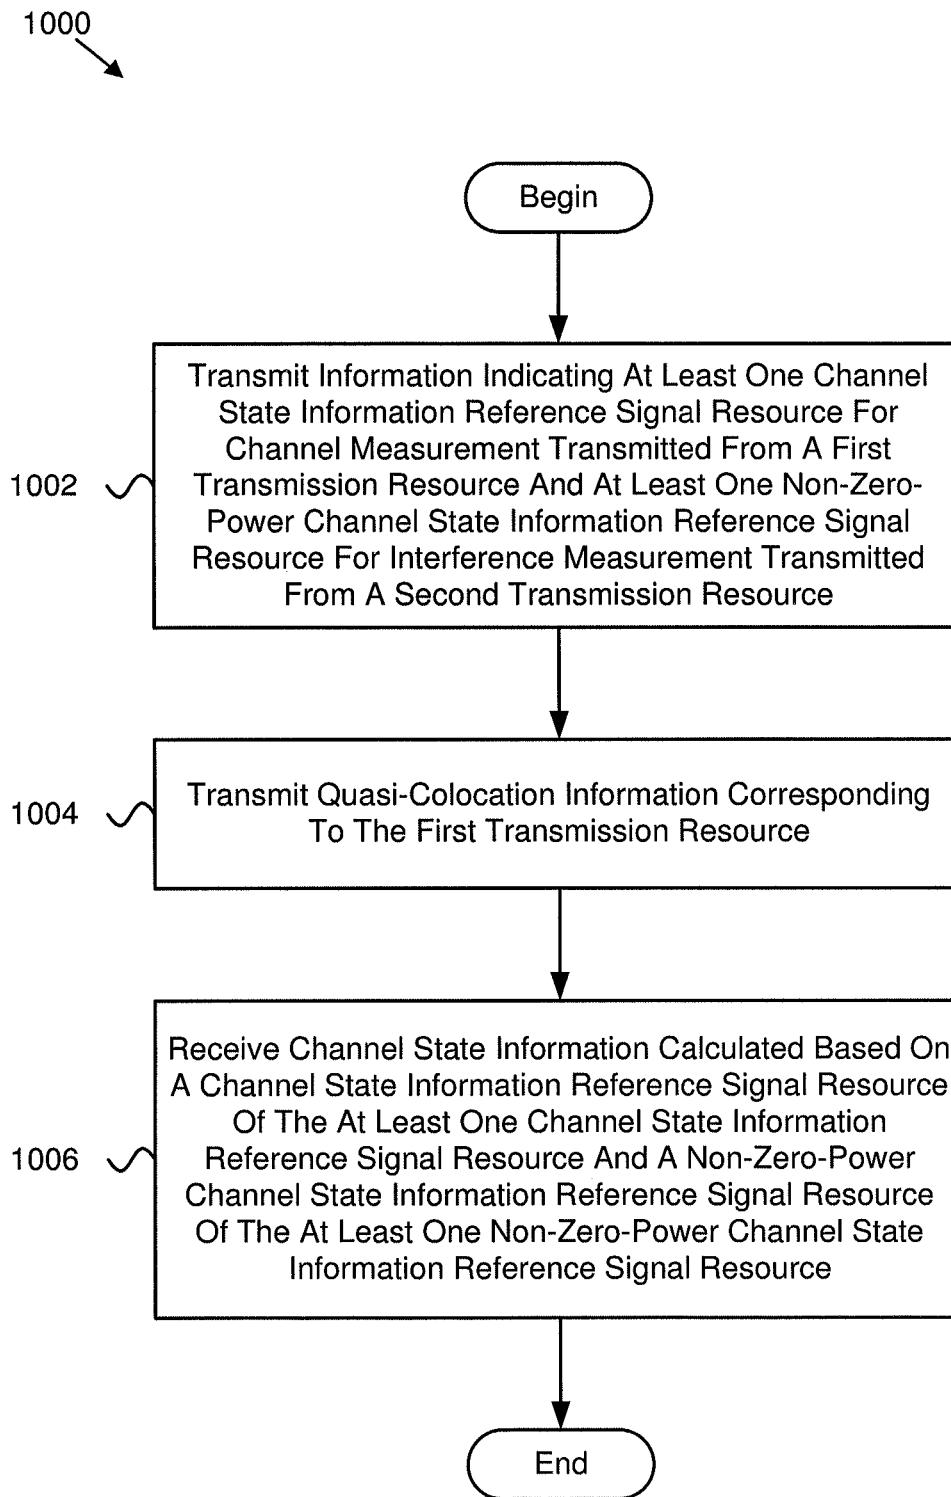 1000
Begin
Transmit Information Indicating At Least One Channel
State Information Reference Signal Resource For
Channel Measurement Transmitted From A First
1002
Transmission Resource And At Least One Non-Zero-
Power Channel State Information Reference Signal
Resource For Interference Measurement Transmitted
From A Second Transmission Resource
1004
Transmit Quasi-Colocation Information Corresponding
To The First Transmission Resource
Receive Channel State Information Calculated Based On
A Channel State Information Reference Signal Resource
Of The At Least One Channel State Information
1006
Reference Signal Resource And A Non-Zero-Power
Channel State Information Reference Signal Resource
Of The At Least One Non-Zero-Power Channel State
Information Reference Signal Resource
End